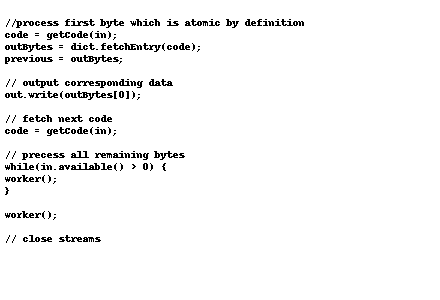 //process first byte which is atomic by definition
code = getCode(in);
outBytes = dict.fetchEntry(code);
previous = outBytes;
// output corresponding data
out.write(outBytes[0]);
// fetch next code
code = getCode(in);
// precess all remaining bytes
while(in.available() > 0) {
worker();
}
worker();
// close streams